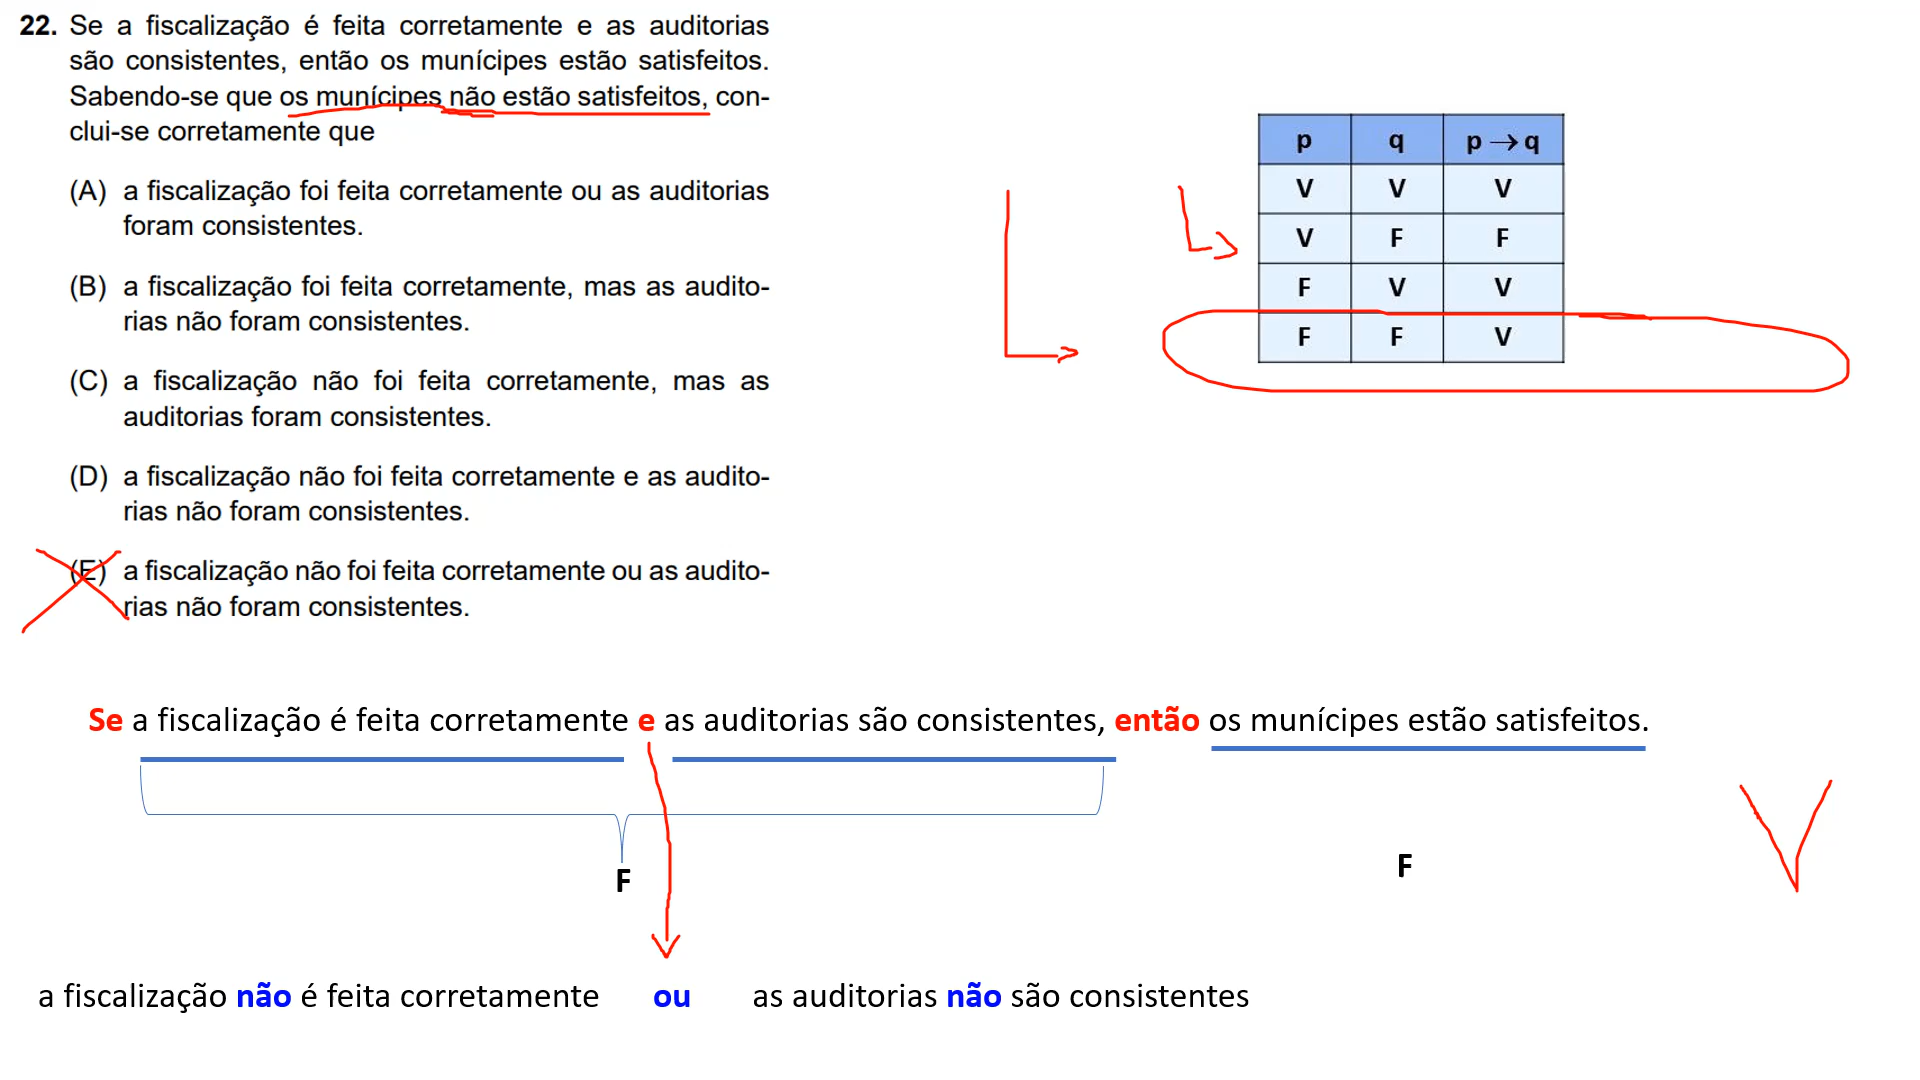 22. Se a fiscalização é feita corretamente e as auditorias
são consistentes, então os munícipes estão satisfeitos.
Sabendo-se que os munícipes não estão satisfeitos, con-
clui-se corretamente que
(A) a fiscalização foi feita corretamente ou as auditorias
foram consistentes.
(B) a fiscalização foi feita corretamente, mas as audito-
rias não foram consistentes.
(C) a fiscalização não foi feita corretamente, mas as
auditorias foram consistentes.
(D) a fiscalização não foi feita corretamente e as audito-
rias não foram consistentes.
(E) a fiscalização não foi feita corretamente ou as audito-
rias não foram consistentes.
p q p → q
V V V
V F F
F V V
F F V
Se a fiscalização é feita corretamente e as auditorias são consistentes, então os munícipes estão satisfeitos.
F F V
a fiscalização não é feita corretamente ou as auditorias não são consistentes